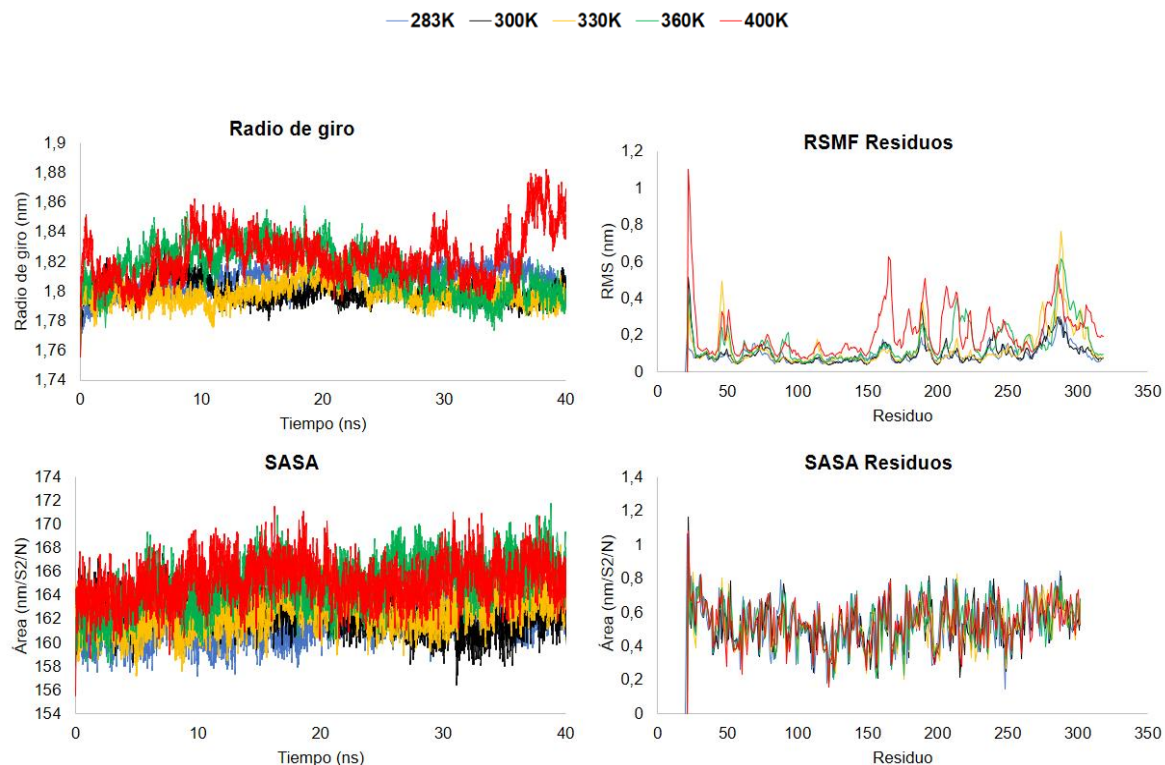 283K 300K 330K 360K 400K
Radio de giro
1,9
1,88
1,86
1,84
1,82
1,8
1,78
1,76
1,74
Radio de giro (nm)
0 10 20 30 40
Tiempo (ns)
RSMF Residuos
1,2
1
0,8
0,6
0,4
0,2
0
RMS (nm)
0 50 100 150 200 250 300 350
Residuo
SASA
174
172
170
168
166
164
162
160
158
156
154
Área (nm/S2/N)
0 10 20 30 40
Tiempo (ns)
SASA Residuos
1,4
1,2
1
0,8
0,6
0,4
0,2
0
Área (nm/S2/N)
0 50 100 150 200 250 300 350
Residuo